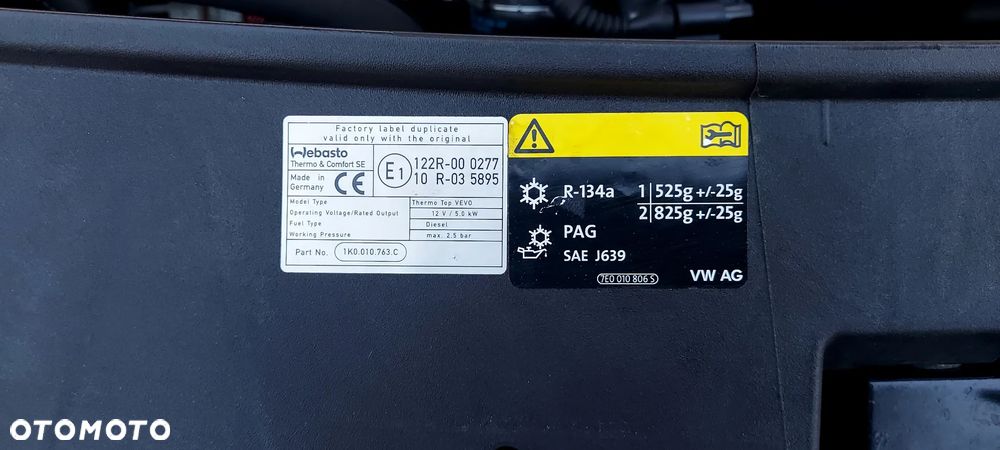 Factory label duplicate
valid only with the original
Webasto
Thermo & Comfort SE
Made in
Germany
CE
E1
122R-00 0277
10 R-03 5895
Model Type Thermo Top VEVO
Operating Voltage/Rated Output 12 V / 5.0 kW
Fuel Type Diesel
Working Pressure max. 2.5 bar
Part No. 1K0.010.763.C
R-134a 1 525g +/-25g
2 825g +/-25g
PAG
SAE J639
7E0 010 806 S
VW AG
OTOMOTO